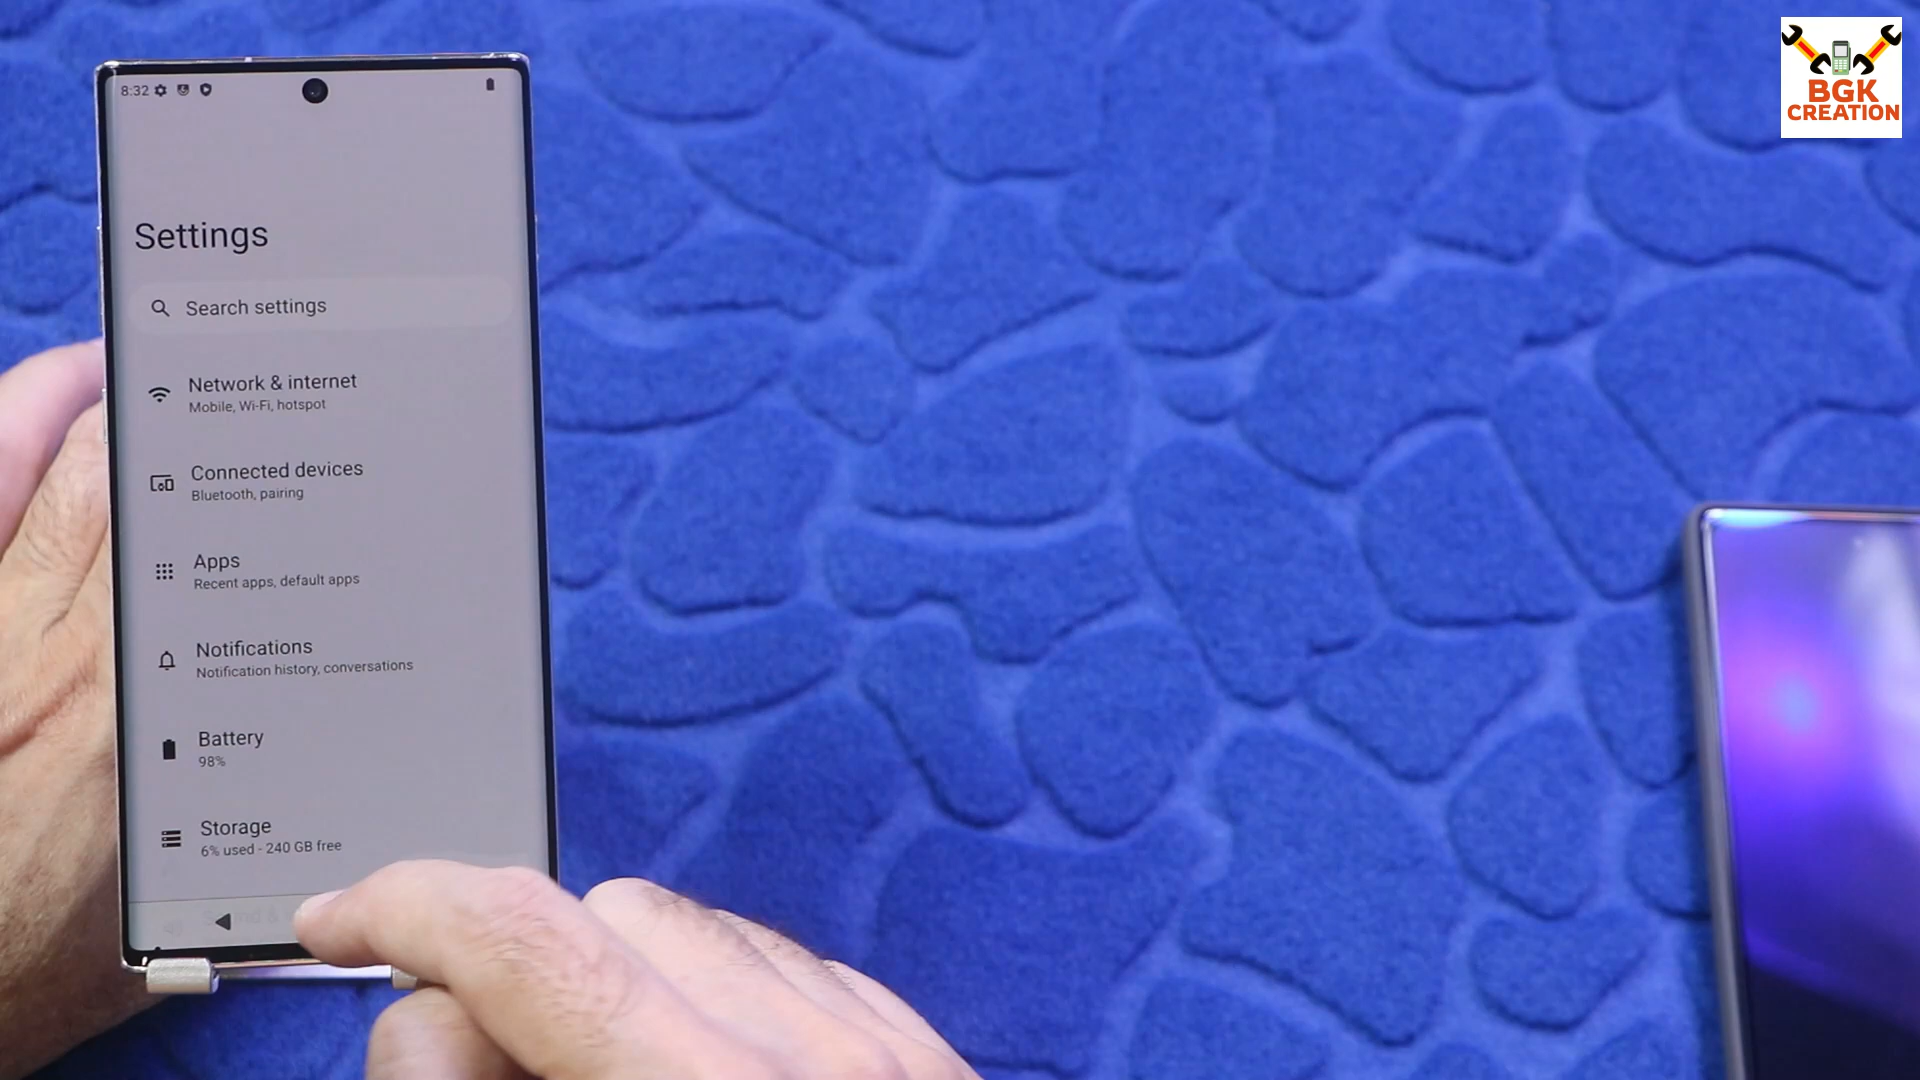 8:32
Settings
Search settings
Network & internet
Mobile, Wi-Fi, hotspot
Connected devices
Bluetooth, pairing
Apps
Recent apps, default apps
Notifications
Notification history, conversations
Battery
98%
Storage
6% used - 240 GB free
BGK
CREATION